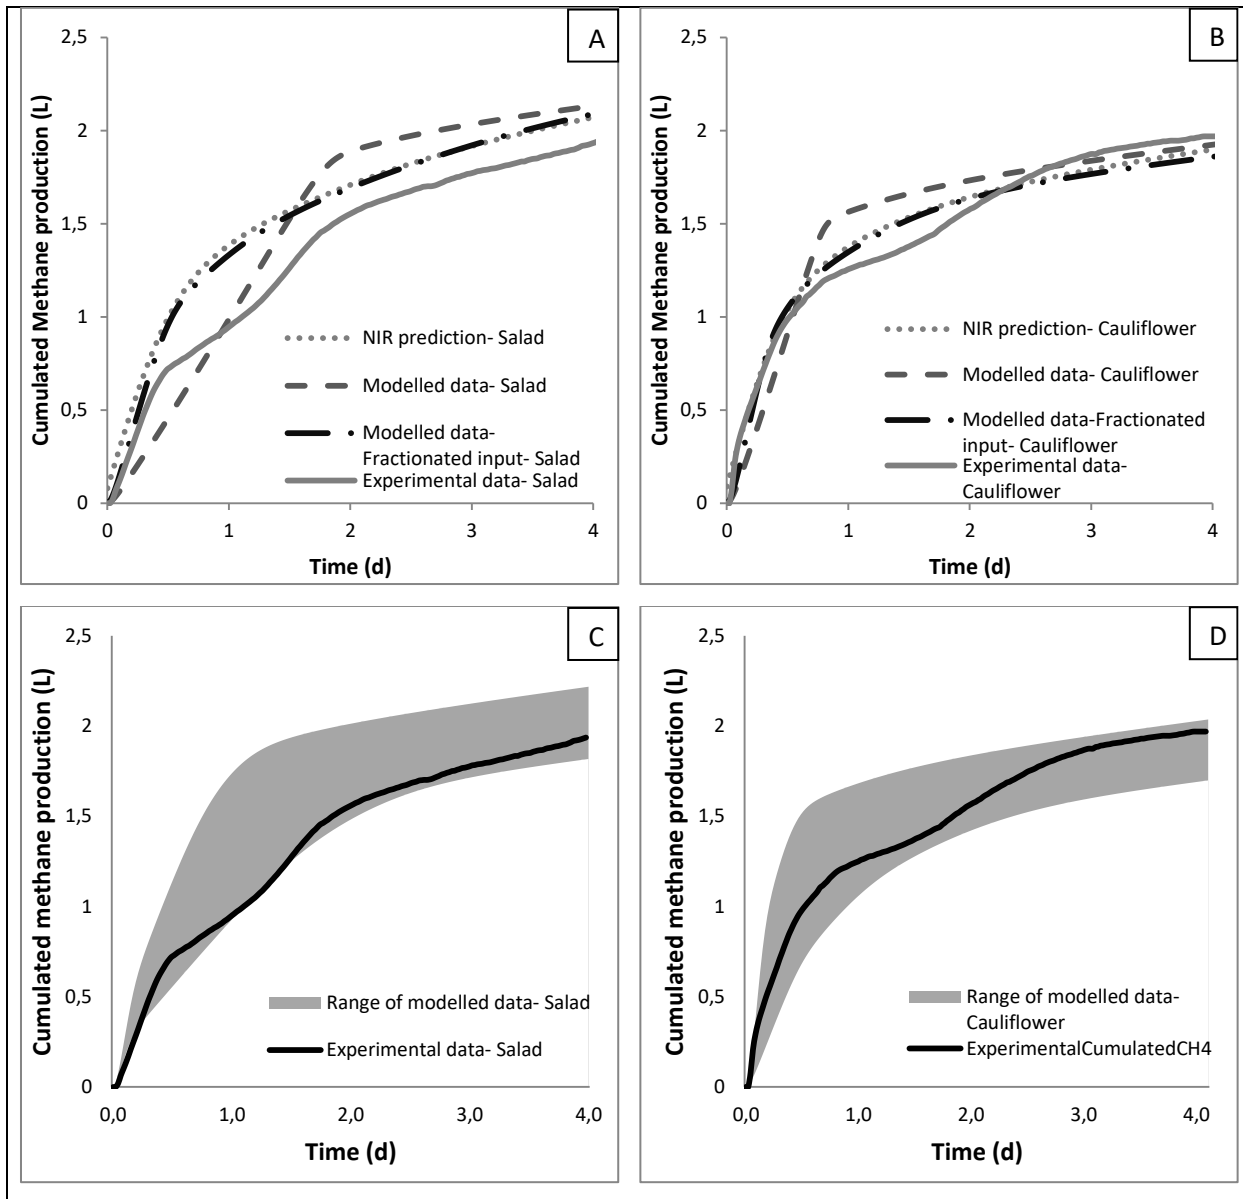 A
Cumulated Methane production (L)
2,5
2
1,5
1
0,5
0
NIR prediction- Salad
Modelled data- Salad
Modelled data-
Fractionated input- Salad
Experimental data- Salad
0 1 2 3 4
Time (d)
B
Cumulated Methane production (L)
2,5
2
1,5
1
0,5
0
NIR prediction- Cauliflower
Modelled data- Cauliflower
Modelled data-Fractionated
input- Cauliflower
Experimental data-
Cauliflower
0 1 2 3 4
Time (d)
C
Cumulated methane production (L)
2,5
2
1,5
1
0,5
0
Range of modelled data- Salad
Experimental data- Salad
0,0 1,0 2,0 3,0 4,0
Time (d)
D
Cumulated methane production (L)
2,5
2
1,5
1
0,5
0
Range of modelled data-
Cauliflower
ExperimentalCumulatedCH4
0,0 1,0 2,0 3,0 4,0
Time (d)